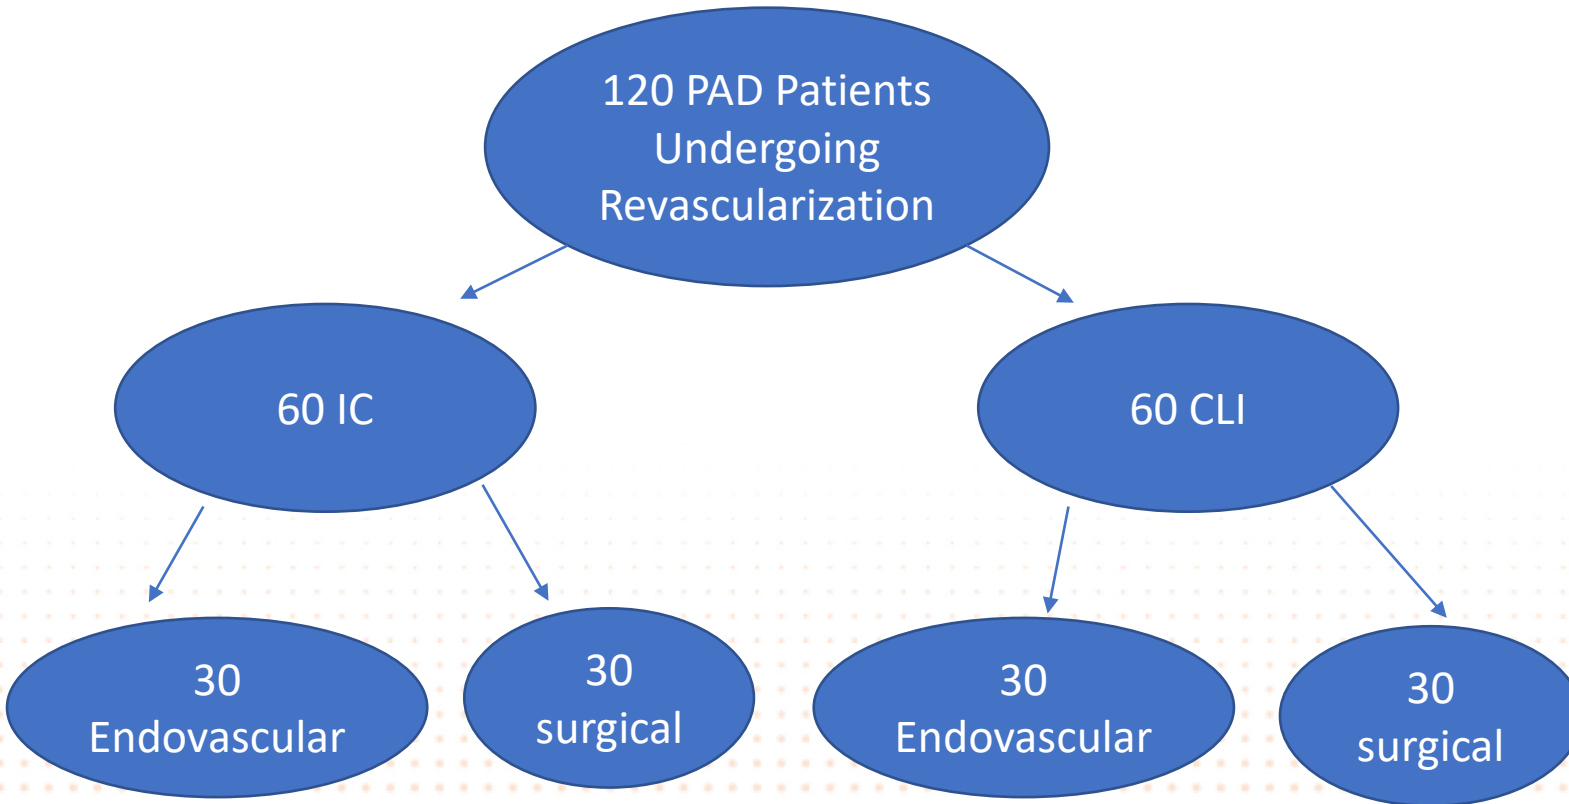 120 PAD Patients
Undergoing
Revascularization
60 IC
60 CLI
30
Endovascular
30
surgical
30
Endovascular
30
surgical